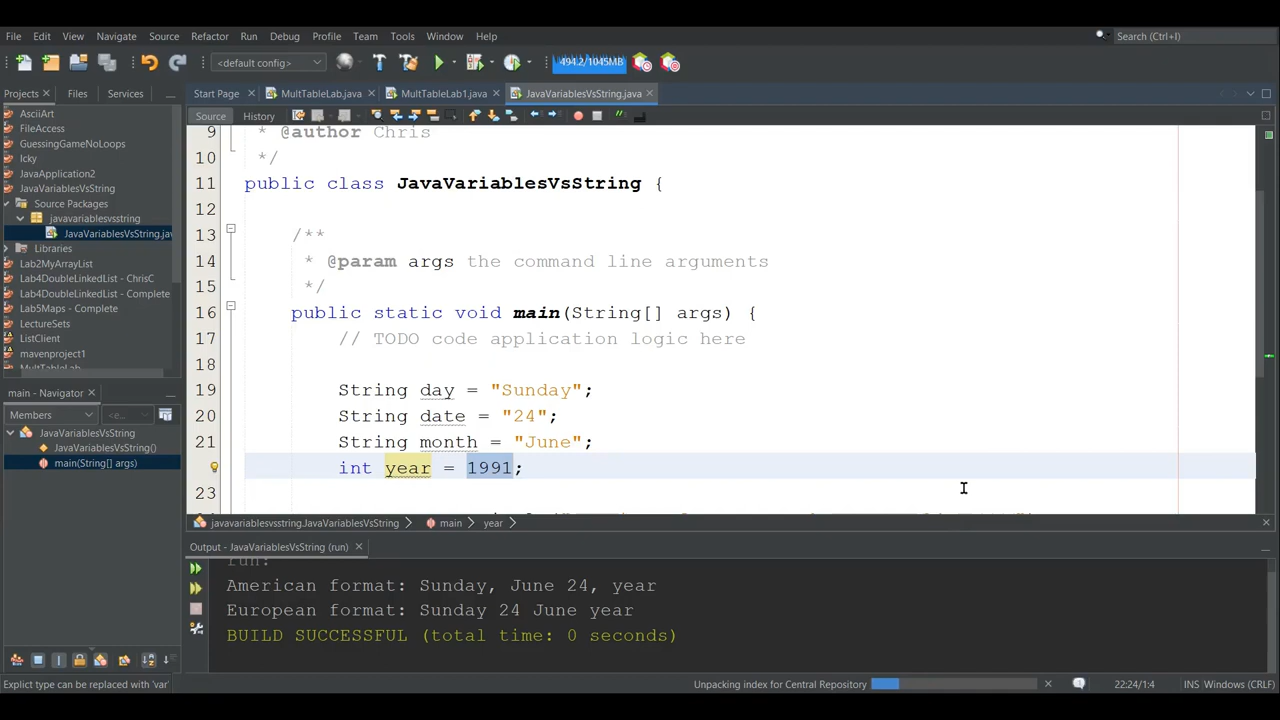 File Edit View Navigate Source Refactor Run Debug Profile Team Tools Window Help
Search (Ctrl+I)
<default config>
494.2/1045MB
Projects Files Services
Start Page MultTableLab.java MultTableLab1.java JavaVariablesVsString.java
Source History
AsciiArt
FileAccess
GuessingGameNoLoops
Icky
JavaApplication2
JavaVariablesVsString
Source Packages
javavariablesvsstring
JavaVariablesVsString.jav
Libraries
Lab2MyArrayList
Lab4DoubleLinkedList - ChrisC
Lab4DoubleLinkedList - Complete
Lab5Maps - Complete
LectureSets
ListClient
mavenproject1
MultTableLab
main - Navigator
Members <e...
JavaVariablesVsString
JavaVariablesVsString()
main(String[] args)
9 * @author Chris
10 */
11 public class JavaVariablesVsString {
12
13 /**
14 * @param args the command line arguments
15 */
16 public static void main(String[] args) {
17 // TODO code application logic here
18
19 String day = "Sunday";
20 String date = "24";
21 String month = "June";
int year = 1991;
23
javavariablesvsstring.JavaVariablesVsString main year
Output - JavaVariablesVsString (run)
run:
American format: Sunday, June 24, year
European format: Sunday 24 June year
BUILD SUCCESSFUL (total time: 0 seconds)
Explict type can be replaced with 'var'
Unpacking index for Central Repository
22:24/1:4
INS Windows (CRLF)